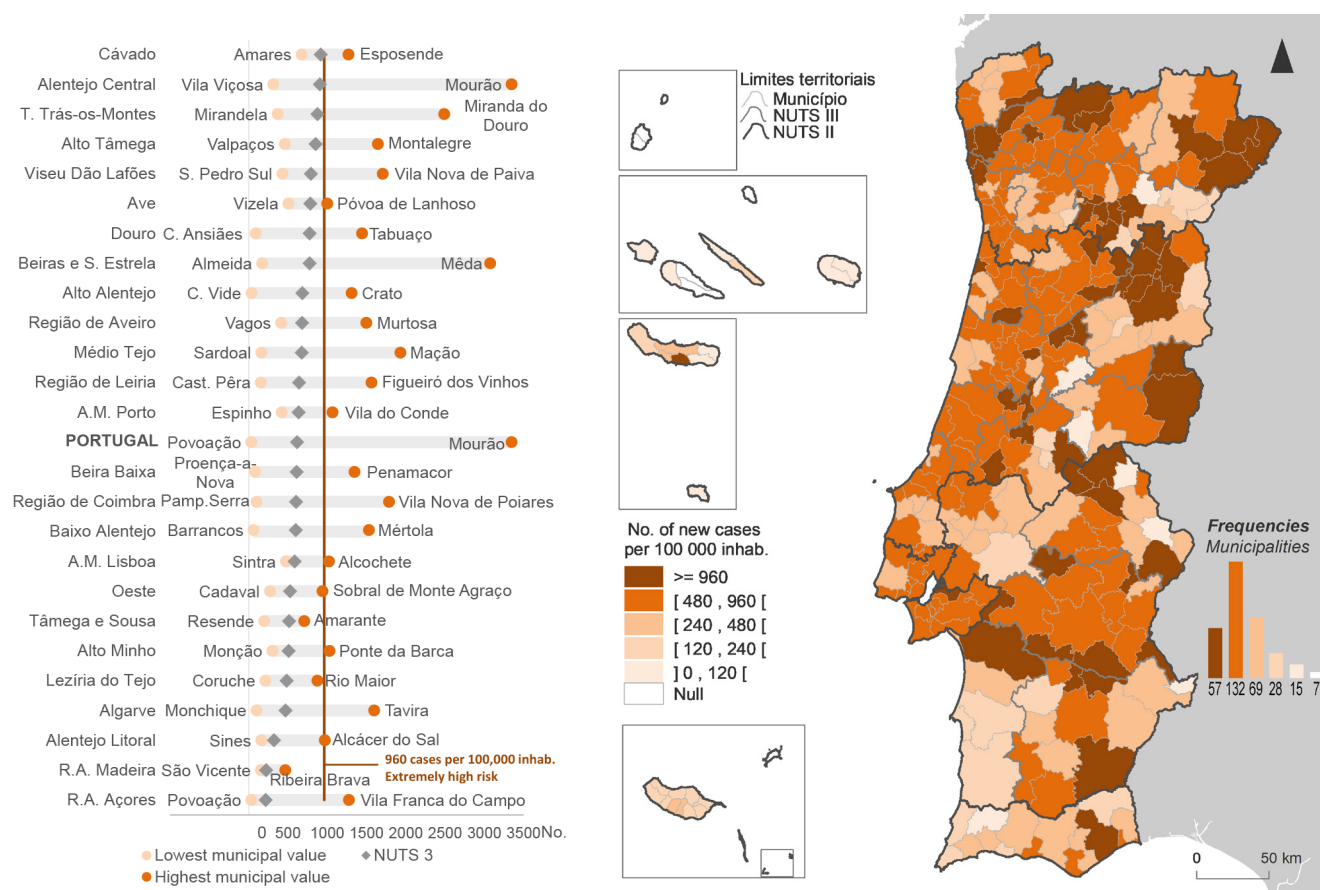 Cávado Amares Esposende
Alentejo Central Vila Viçosa Mourão
T. Trás-os-Montes Mirandela Miranda do
Douro
Alto Tâmega Valpaços Montalegre
Viseu Dão Lafões S. Pedro Sul Vila Nova de Paiva
Ave Vizela Póvoa de Lanhoso
Douro C. Ansiães Tabuaço
Beiras e S. Estrela Almeida Mêda
Alto Alentejo C. Vide Crato
Região de Aveiro Vagos Murtosa
Médio Tejo Sardoal Mação
Região de Leiria Cast. Pêra Figueiró dos Vinhos
A.M. Porto Espinho Vila do Conde
PORTUGAL Povoação Mourão
Beira Baixa Proença-a-
Nova Penamacor
Região de Coimbra Pamp.Serra Vila Nova de Poiares
Baixo Alentejo Barrancos Mértola
A.M. Lisboa Sintra Alcochete
Oeste Cadaval Sobral de Monte Agraço
Tâmega e Sousa Resende Amarante
Alto Minho Monção Ponte da Barca
Lezíria do Tejo Coruche Rio Maior
Algarve Monchique Tavira
Alentejo Litoral Sines Alcácer do Sal
R.A. Madeira São Vicente Ribeira Brava
960 cases per 100,000 inhab.
Extremely high risk
R.A. Açores Povoação Vila Franca do Campo
0 500 1000 1500 2000 2500 3000 3500 No.
Lowest municipal value NUTS 3
Highest municipal value
Limites territoriais
Município
NUTS III
NUTS II
No. of new cases
per 100 000 inhab.
>= 960
[ 480 , 960 [
[ 240 , 480 [
[ 120 , 240 [
] 0 , 120 [
Null
Frequencies
Municipalities
57 132 69 28 15 7
0 50 km